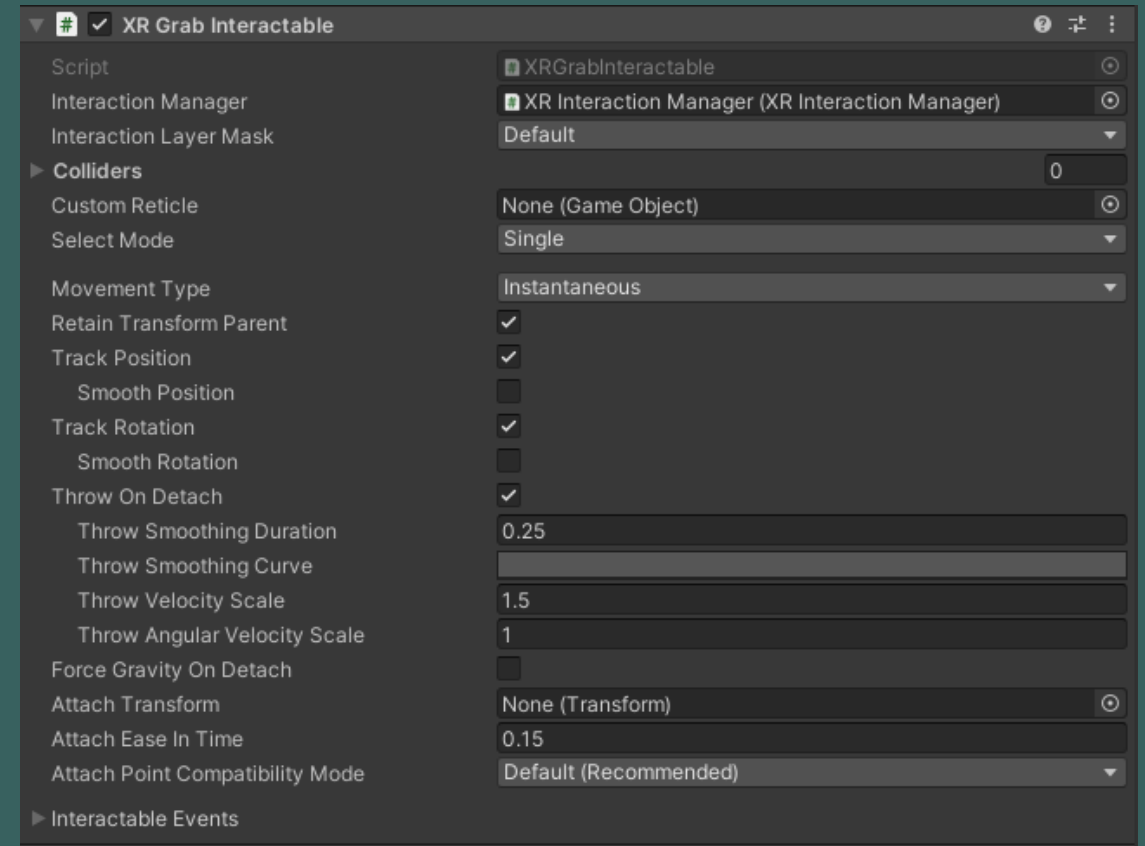 XR Grab Interactable
Script XRGrabInteractable
Interaction Manager XR Interaction Manager (XR Interaction Manager)
Interaction Layer Mask Default
Colliders 0
Custom Reticle None (Game Object)
Select Mode Single
Movement Type Instantaneous
Retain Transform Parent
Track Position
Smooth Position
Track Rotation
Smooth Rotation
Throw On Detach
Throw Smoothing Duration 0.25
Throw Smoothing Curve
Throw Velocity Scale 1.5
Throw Angular Velocity Scale 1
Force Gravity On Detach
Attach Transform None (Transform)
Attach Ease In Time 0.15
Attach Point Compatibility Mode Default (Recommended)
Interactable Events